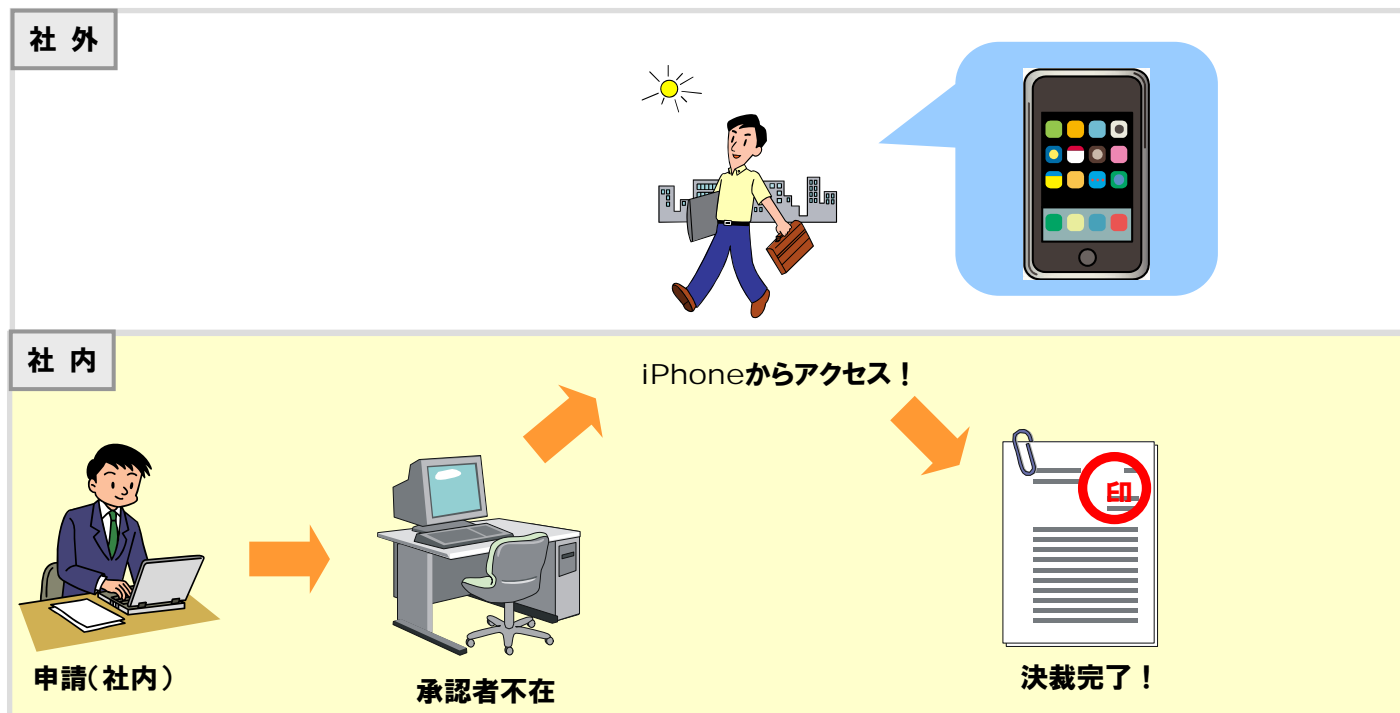 社 外
社 内
iPhoneからアクセス！
印
申請（社内）
承認者不在
決裁完了！